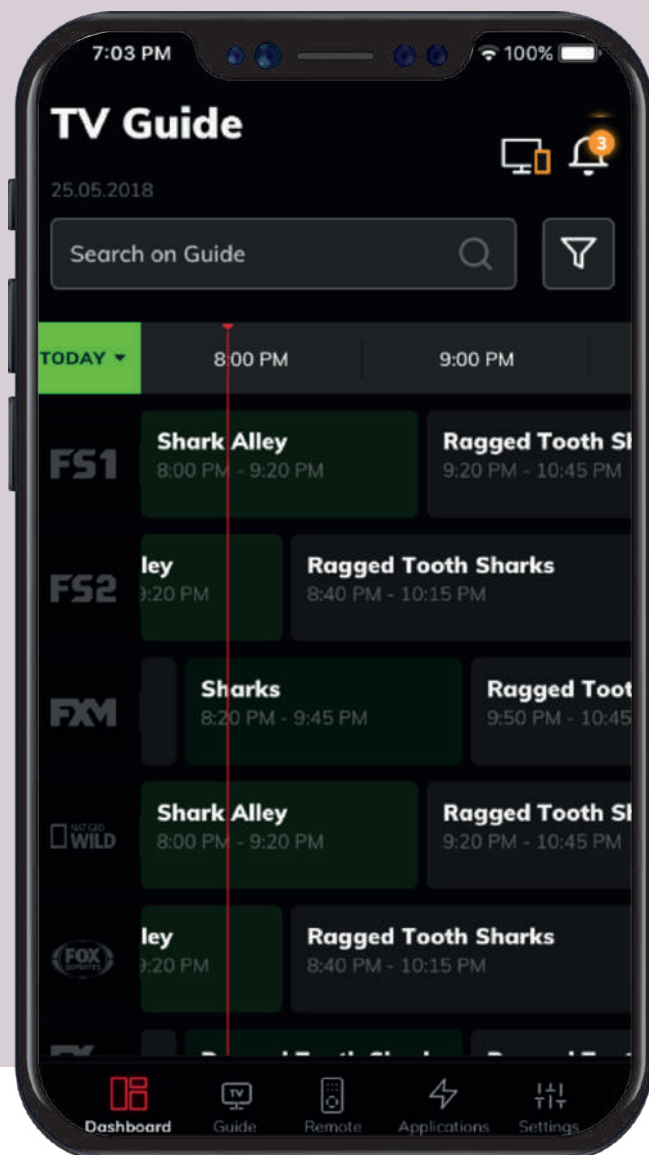 7:03 PM
100%
TV Guide
3
25.05.2018
Search on Guide
TODAY
8:00 PM
9:00 PM
FS1
Shark Alley
8:00 PM - 9:20 PM
Ragged Tooth Sh
9:20 PM - 10:45 PM
FS2
ley
9:20 PM
Ragged Tooth Sharks
8:40 PM - 10:15 PM
FXM
Sharks
8:20 PM - 9:45 PM
Ragged Toot
9:50 PM - 10:45
NAT GEO
WILD
Shark Alley
8:00 PM - 9:20 PM
Ragged Tooth Sh
9:20 PM - 10:45 PM
FOX
DEPORTES
ley
9:20 PM
Ragged Tooth Sharks
8:40 PM - 10:15 PM
TV
Dashboard
Guide
Remote
Applications
Settings